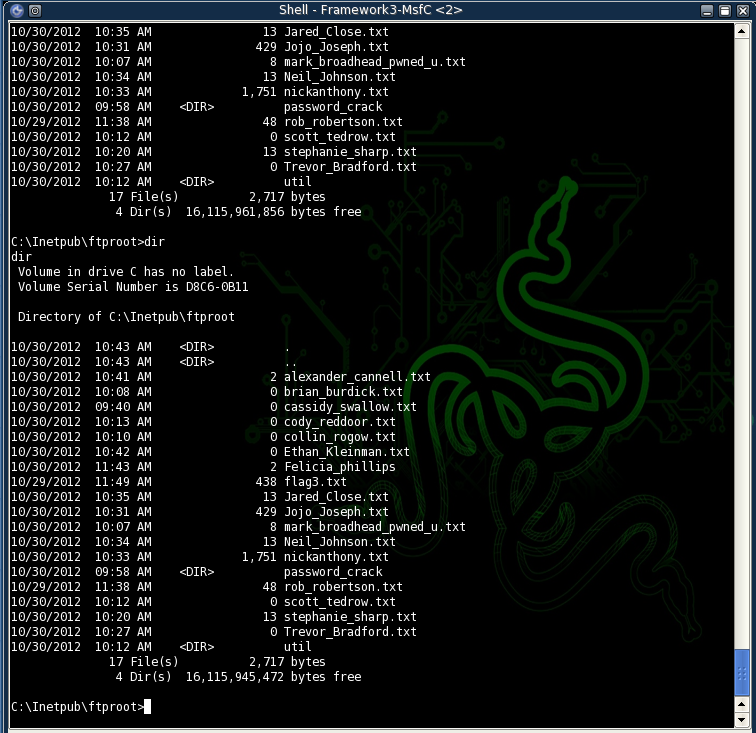 Shell - Framework3-MsfC <2>
10/30/2012  10:35 AM                13 Jared_Close.txt
10/30/2012  10:31 AM               429 Jojo_Joseph.txt
10/30/2012  10:07 AM                 8 mark_broadhead_pwned_u.txt
10/30/2012  10:34 AM                13 Neil_Johnson.txt
10/30/2012  10:33 AM             1,751 nickanthony.txt
10/30/2012  09:58 AM    <DIR>          password_crack
10/29/2012  11:38 AM                48 rob_robertson.txt
10/30/2012  10:12 AM                 0 scott_tedrow.txt
10/30/2012  10:20 AM                13 stephanie_sharp.txt
10/30/2012  10:27 AM                 0 Trevor_Bradford.txt
10/30/2012  10:12 AM    <DIR>          util
              17 File(s)          2,717 bytes
               4 Dir(s)  16,115,961,856 bytes free
C:\Inetpub\ftproot>dir
dir
 Volume in drive C has no label.
 Volume Serial Number is D8C6-0B11
 Directory of C:\Inetpub\ftproot
10/30/2012  10:43 AM    <DIR>          .
10/30/2012  10:43 AM    <DIR>          ..
10/30/2012  10:41 AM                 2 alexander_cannell.txt
10/30/2012  10:08 AM                 0 brian_burdick.txt
10/30/2012  09:40 AM                 0 cassidy_swallow.txt
10/30/2012  10:13 AM                 0 cody_reddoor.txt
10/30/2012  10:10 AM                 0 collin_rogow.txt
10/30/2012  10:42 AM                 0 Ethan_Kleinman.txt
10/30/2012  11:43 AM                 2 Felicia_phillips
10/29/2012  11:49 AM               438 flag3.txt
10/30/2012  10:35 AM                13 Jared_Close.txt
10/30/2012  10:31 AM               429 Jojo_Joseph.txt
10/30/2012  10:07 AM                 8 mark_broadhead_pwned_u.txt
10/30/2012  10:34 AM                13 Neil_Johnson.txt
10/30/2012  10:33 AM             1,751 nickanthony.txt
10/30/2012  09:58 AM    <DIR>          password_crack
10/29/2012  11:38 AM                48 rob_robertson.txt
10/30/2012  10:12 AM                 0 scott_tedrow.txt
10/30/2012  10:20 AM                13 stephanie_sharp.txt
10/30/2012  10:27 AM                 0 Trevor_Bradford.txt
10/30/2012  10:12 AM    <DIR>          util
              17 File(s)          2,717 bytes
               4 Dir(s)  16,115,945,472 bytes free
C:\Inetpub\ftproot>